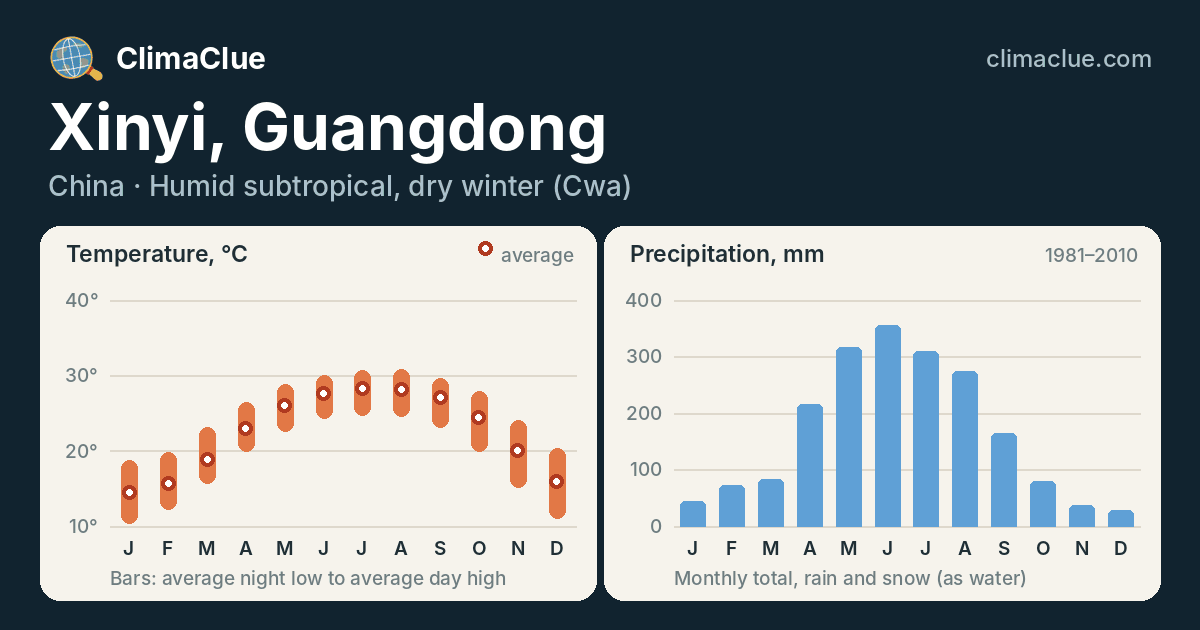 ClimaClue
climaclue.com
Xinyi, Guangdong
China · Humid subtropical, dry winter (Cwa)
Temperature, °C
average
40°
30°
20°
10°
J F M A M J J A S O N D
Bars: average night low to average day high
Precipitation, mm
1981–2010
400
300
200
100
0
J F M A M J J A S O N D
Monthly total, rain and snow (as water)